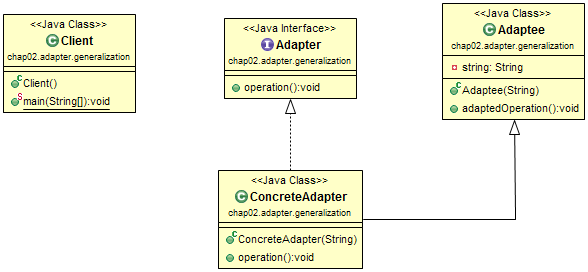 <<Java Class>>
Client
chap02.adapter.generalization
Client()
main(String[]):void
<<Java Interface>>
Adapter
chap02.adapter.generalization
operation():void
<<Java Class>>
Adaptee
chap02.adapter.generalization
string: String
Adaptee(String)
adaptedOperation():void
<<Java Class>>
ConcreteAdapter
chap02.adapter.generalization
ConcreteAdapter(String)
operation():void